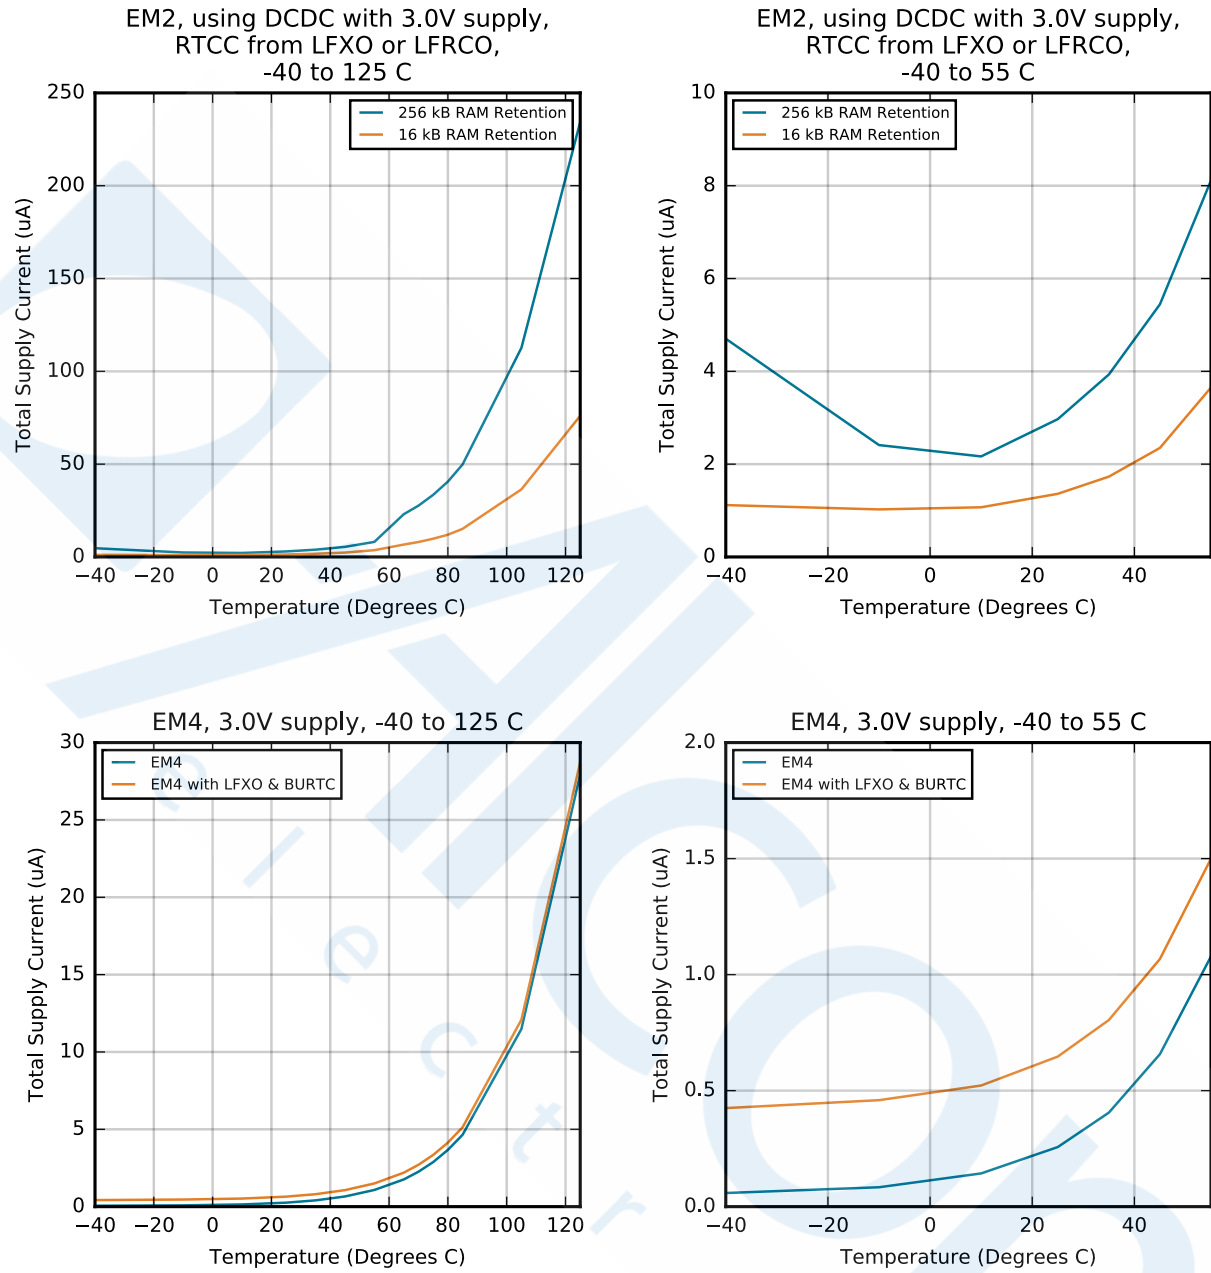 EM2, using DCDC with 3.0V supply,
RTCC from LFXO or LFRCO,
-40 to 125 C
250
200
150
100
50
0
Total Supply Current (uA)
256 kB RAM Retention
16 kB RAM Retention
−40 −20 0 20 40 60 80 100 120
Temperature (Degrees C)
EM2, using DCDC with 3.0V supply,
RTCC from LFXO or LFRCO,
-40 to 55 C
10
8
6
4
2
0
Total Supply Current (uA)
256 kB RAM Retention
16 kB RAM Retention
−40 −20 0 20 40
Temperature (Degrees C)
EM4, 3.0V supply, -40 to 125 C
30
25
20
15
10
5
0
Total Supply Current (uA)
EM4
EM4 with LFXO & BURTC
−40 −20 0 20 40 60 80 100 120
Temperature (Degrees C)
EM4, 3.0V supply, -40 to 55 C
2.0
1.5
1.0
0.5
0.0
Total Supply Current (uA)
EM4
EM4 with LFXO & BURTC
−40 −20 0 20 40
Temperature (Degrees C)